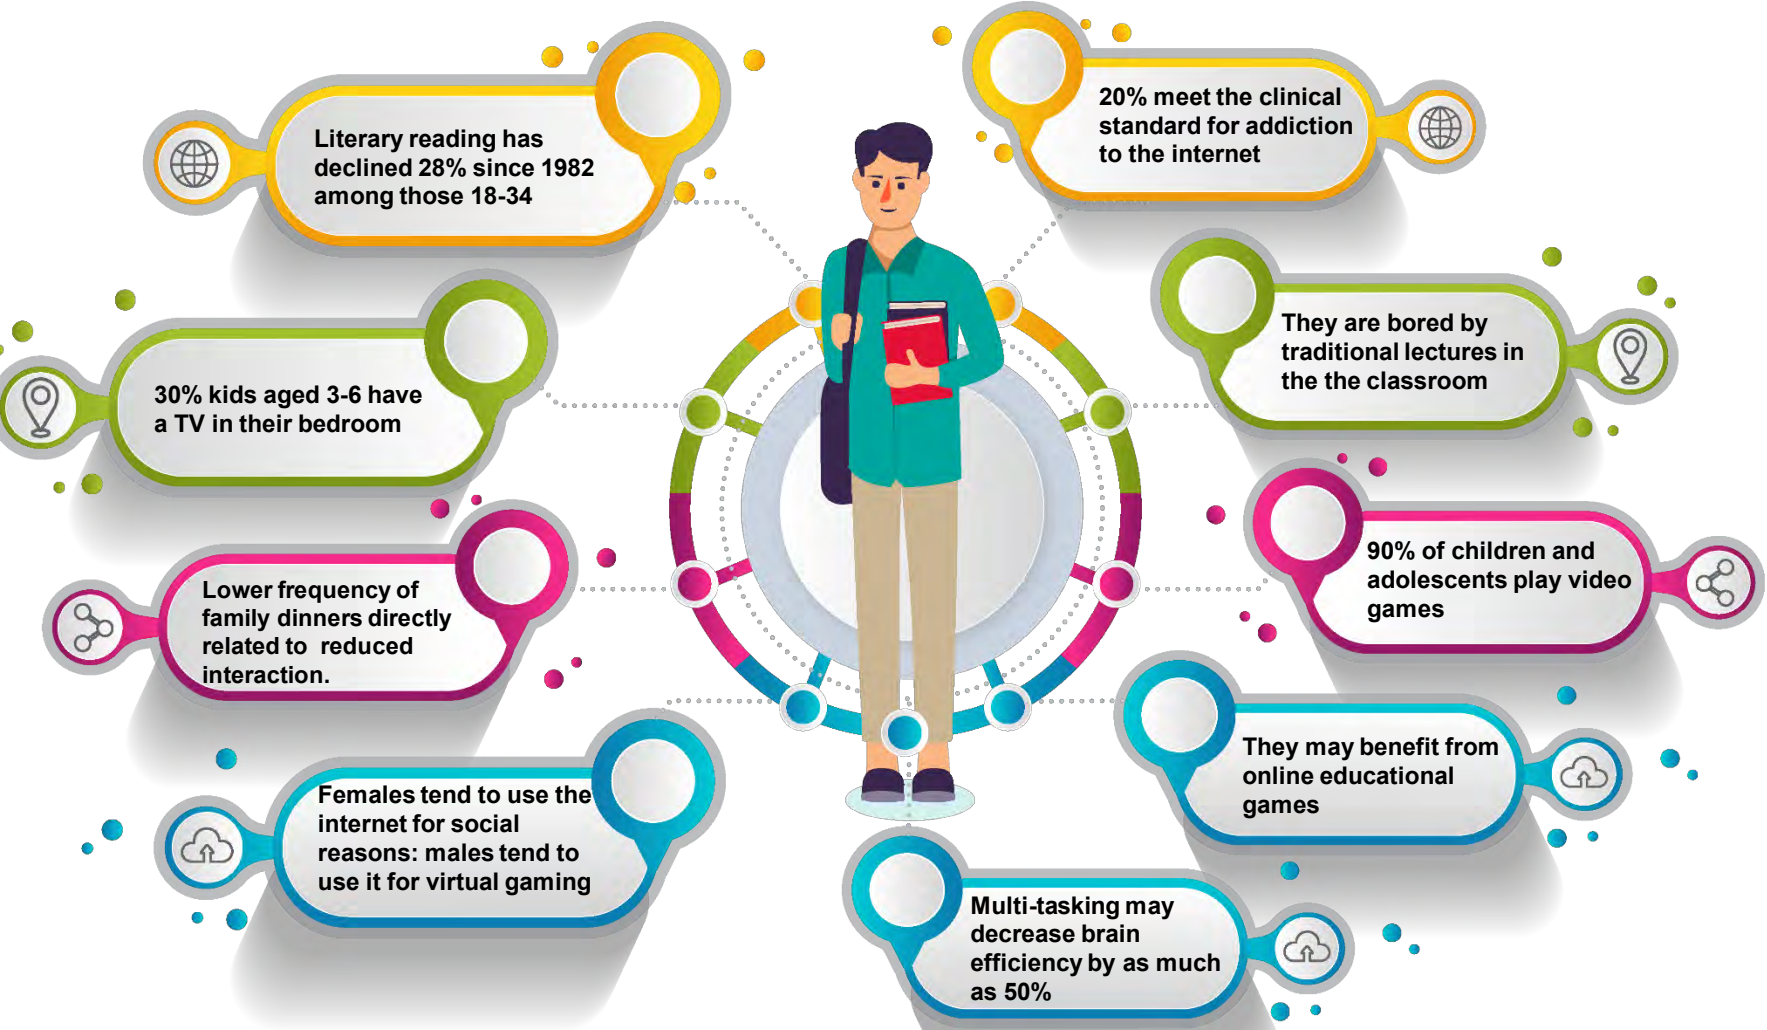 Literary reading has
declined 28% since 1982
among those 18-34
20% meet the clinical
standard for addiction
to the internet
30% kids aged 3-6 have
a TV in their bedroom
They are bored by
traditional lectures in
the the classroom
Lower frequency of
family dinners directly
related to  reduced
interaction.
90% of children and
adolescents play video
games
Females tend to use the
internet for social
reasons: males tend to
use it for virtual gaming
They may benefit from
online educational
games
Multi-tasking may
decrease brain
efficiency by as much
as 50%